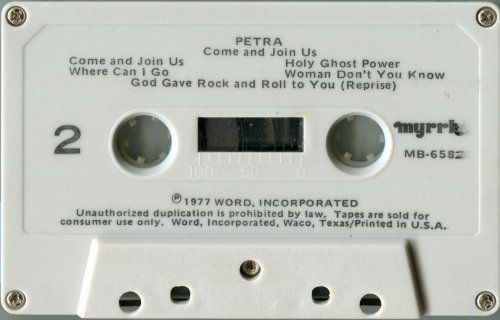 PETRA
Come and Join Us
Come and Join Us Holy Ghost Power
Where Can I Go Woman Don't You Know
God Gave Rock and Roll to You (Reprise)
2
myrrh
MB-6582
100 50 0
Ⓟ1977 WORD, INCORPORATED
Unauthorized duplication is prohibited by law. Tapes are sold for
consumer use only. Word, Incorporated, Waco, Texas/Printed in U.S.A.